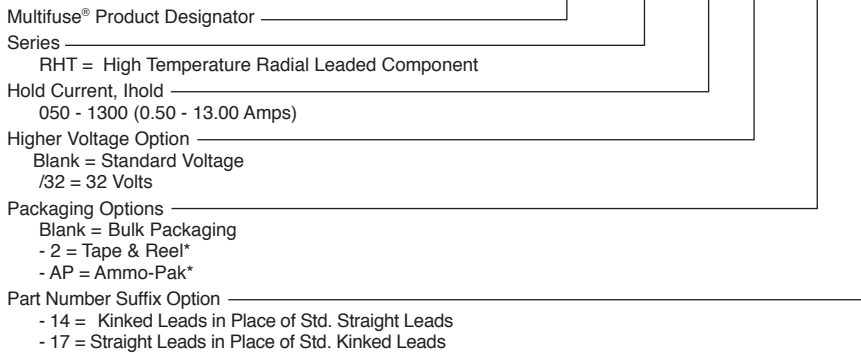 Multifuse® Product Designator
Series
RHT = High Temperature Radial Leaded Component
Hold Current, Ihold
050 - 1300 (0.50 - 13.00 Amps)
Higher Voltage Option
Blank = Standard Voltage
/32 = 32 Volts
Packaging Options
Blank = Bulk Packaging
- 2 = Tape & Reel*
- AP = Ammo-Pak*
Part Number Suffix Option
- 14 = Kinked Leads in Place of Std. Straight Leads
- 17 = Straight Leads in Place of Std. Kinked Leads